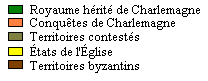 Royaume hérité de Charlemagne
Conquêtes de Charlemagne
Territoires contestés
États de l'Église
Territoires byzantins